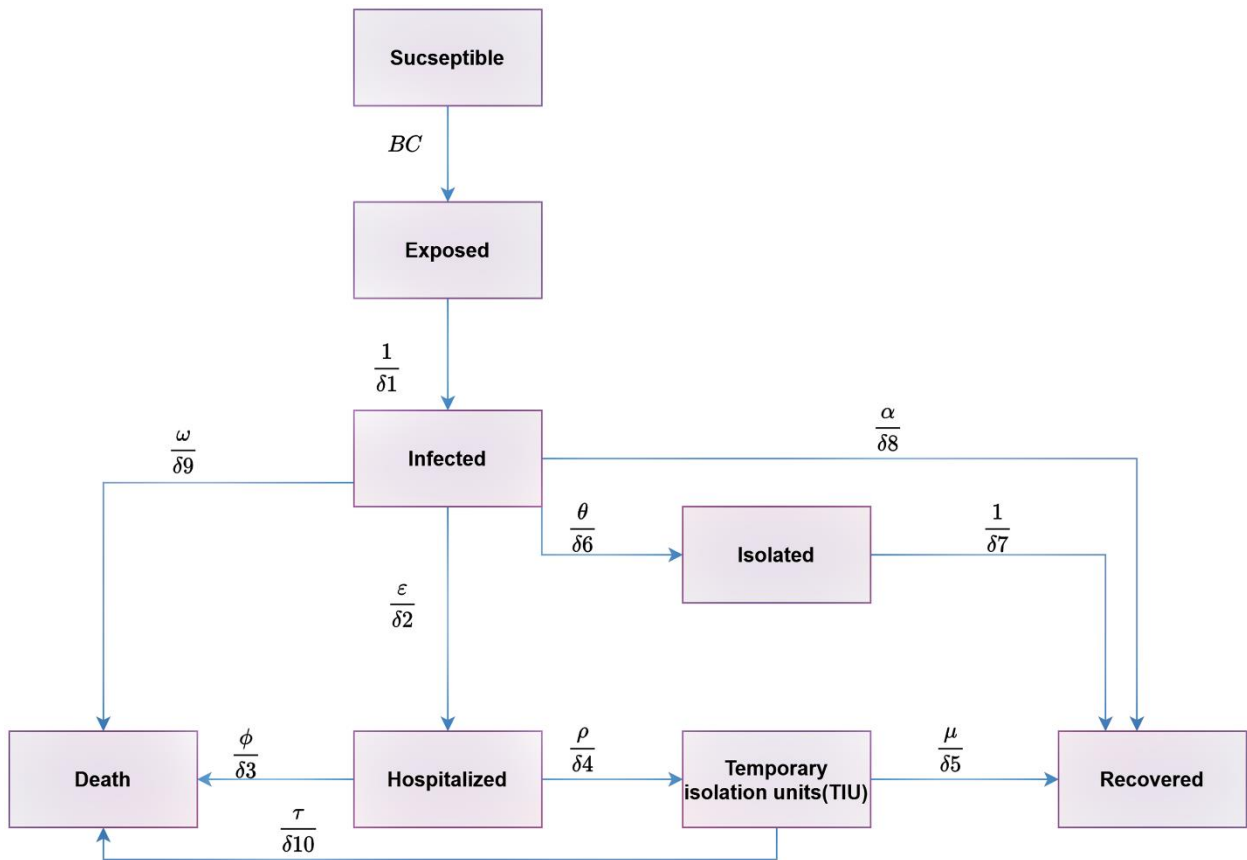 Sucseptible
BC
Exposed
1
δ1
Infected
α
δ8
ω
δ9
θ
δ6
Isolated
1
δ7
ε
δ2
Death
ϕ
δ3
Hospitalized
ρ
δ4
Temporary
isolation units(TIU)
μ
δ5
Recovered
τ
δ10